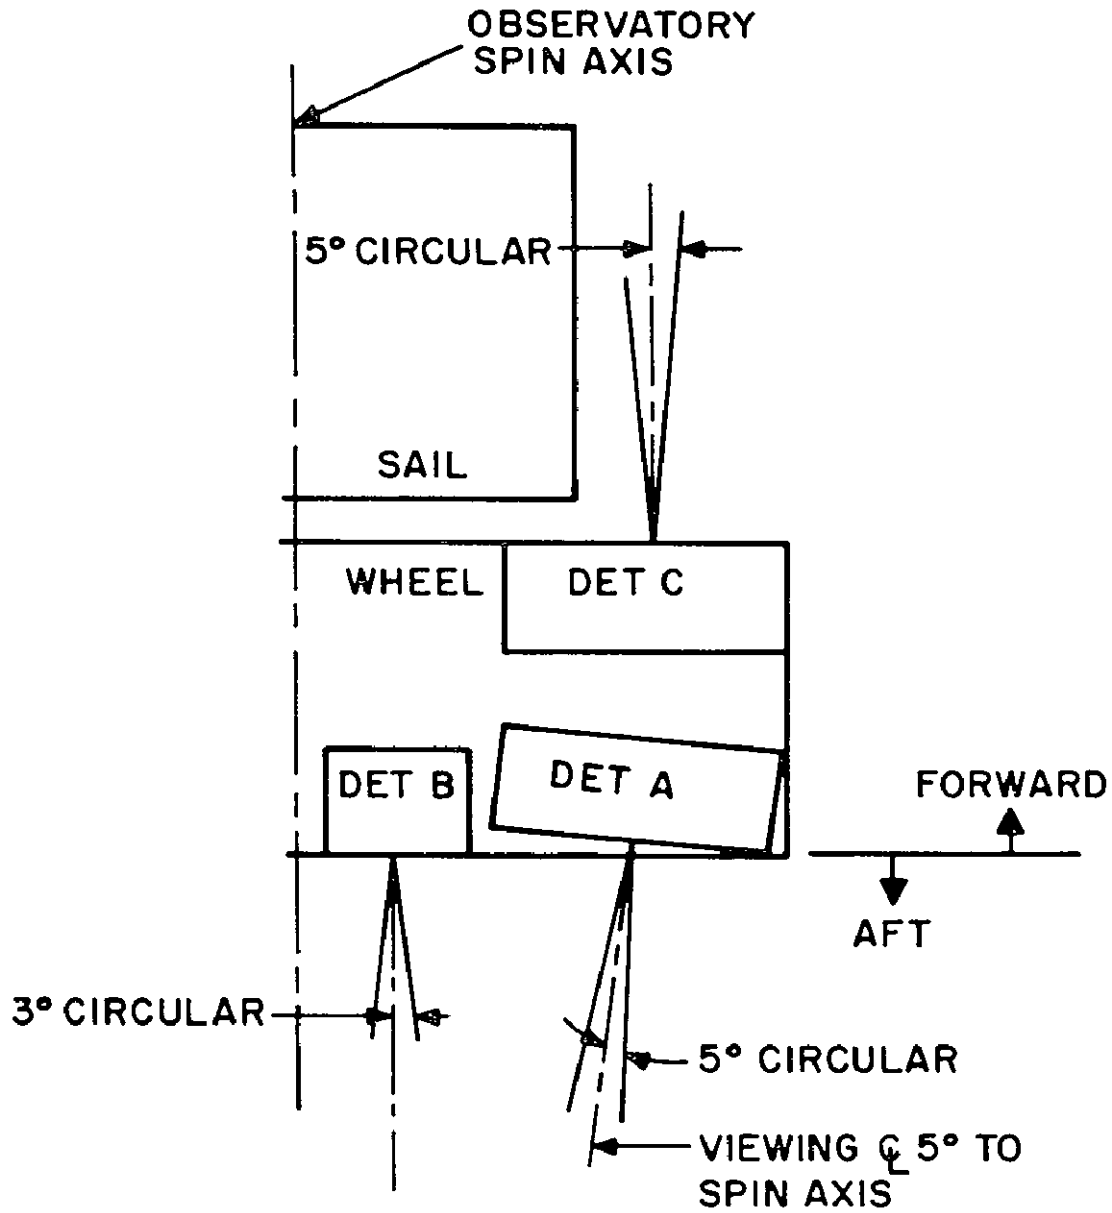 OBSERVATORY
SPIN AXIS
5° CIRCULAR
SAIL
WHEEL
DET C
DET B
DET A
FORWARD
AFT
3° CIRCULAR
5° CIRCULAR
VIEWING ℄ 5° TO
SPIN AXIS